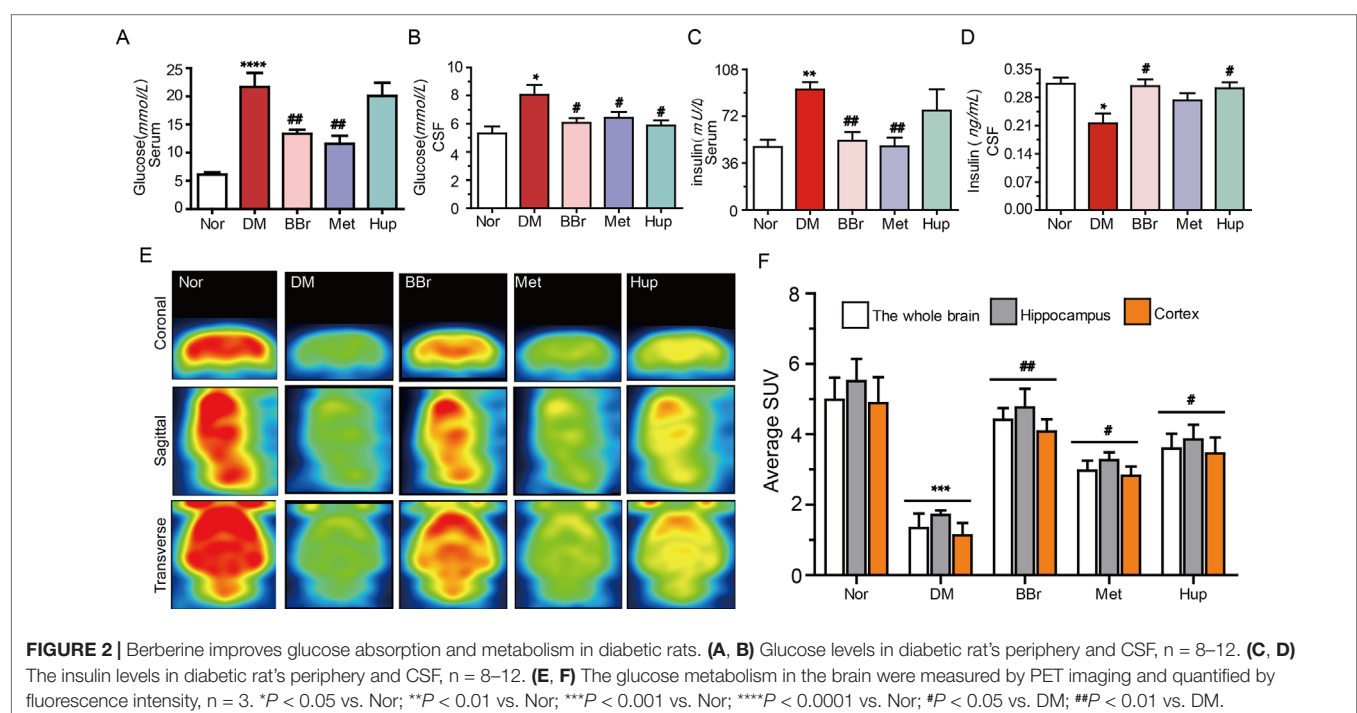 A
Glucose(mmol/L)
Serum
25
20
15
10
5
0
****
##
##
Nor DM BBr Met Hup
B
Glucose(mmol/L)
CSF
10
8
6
4
2
0
*
#
#
#
Nor DM BBr Met Hup
C
insulin( mU/L)
Serum
108
72
36
0
**
##
##
Nor DM BBr Met Hup
D
Insulin( ng/mL)
CSF
0.35
0.28
0.21
0.14
0.07
0.00
*
#
#
Nor DM BBr Met Hup
E
Nor DM BBr Met Hup
Coronal
Sagittal
Transverse
F
Average SUV
8
6
4
2
0
The whole brain Hippocampus Cortex
***
##
#
#
Nor DM BBr Met Hup
FIGURE 2 | Berberine improves glucose absorption and metabolism in diabetic rats. (A, B) Glucose levels in diabetic rat’s periphery and CSF, n = 8–12. (C, D)
The insulin levels in diabetic rat’s periphery and CSF, n = 8–12. (E, F) The glucose metabolism in the brain were measured by PET imaging and quantified by
fluorescence intensity, n = 3. *P < 0.05 vs. Nor; **P < 0.01 vs. Nor; ***P < 0.001 vs. Nor; ****P < 0.0001 vs. Nor; #P < 0.05 vs. DM; ##P < 0.01 vs. DM.